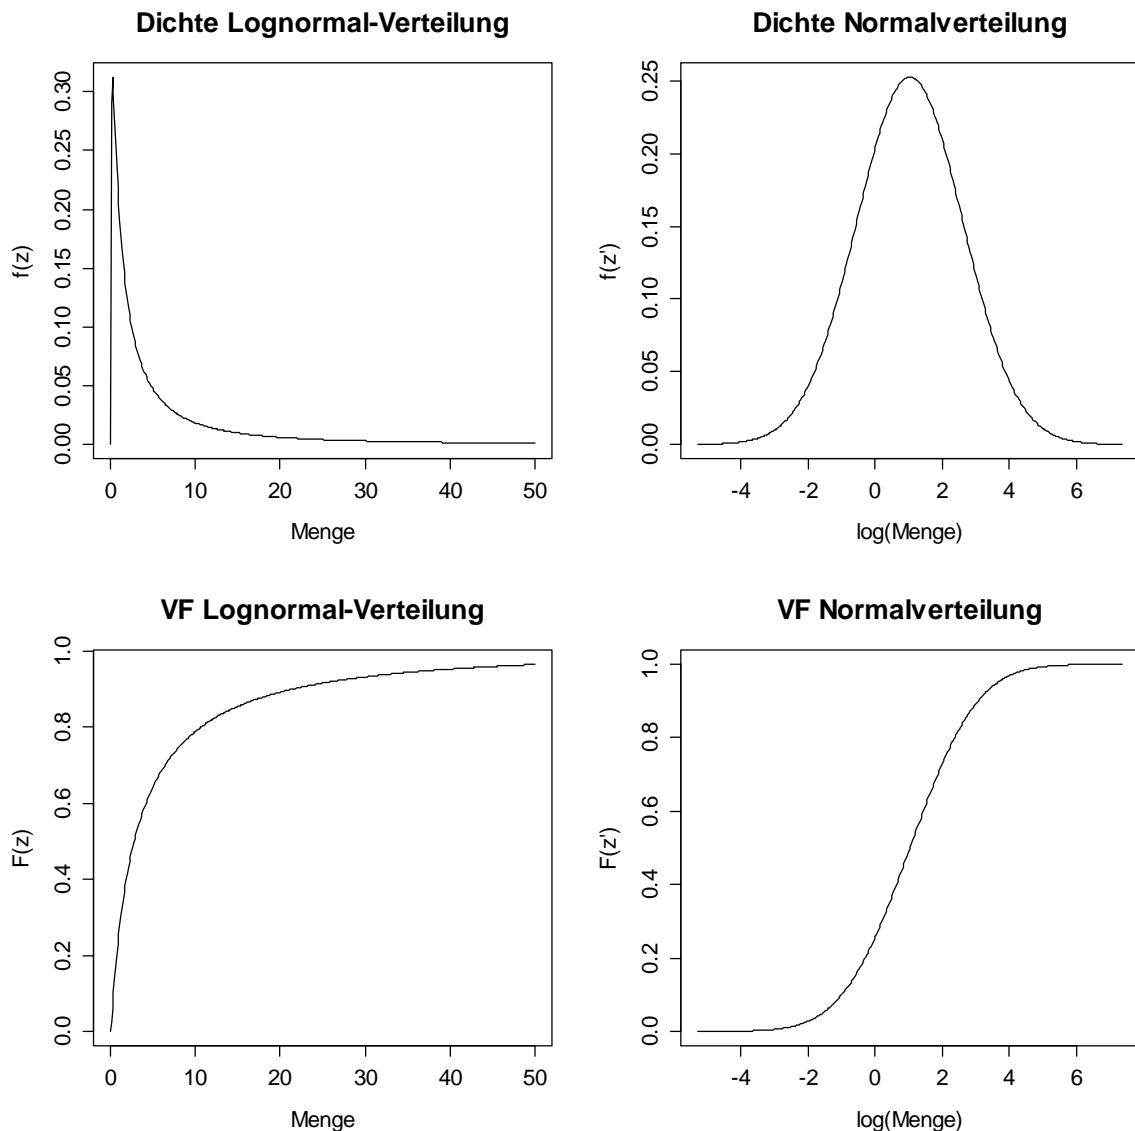 Dichte Lognormal-Verteilung
f(z)
0.30
0.25
0.20
0.15
0.10
0.05
0.00
0 10 20 30 40 50
Menge
Dichte Normalverteilung
f(z')
0.25
0.20
0.15
0.10
0.05
0.00
-4 -2 0 2 4 6
log(Menge)
VF Lognormal-Verteilung
F(z)
1.0
0.8
0.6
0.4
0.2
0.0
0 10 20 30 40 50
Menge
VF Normalverteilung
F(z')
1.0
0.8
0.6
0.4
0.2
0.0
-4 -2 0 2 4 6
log(Menge)